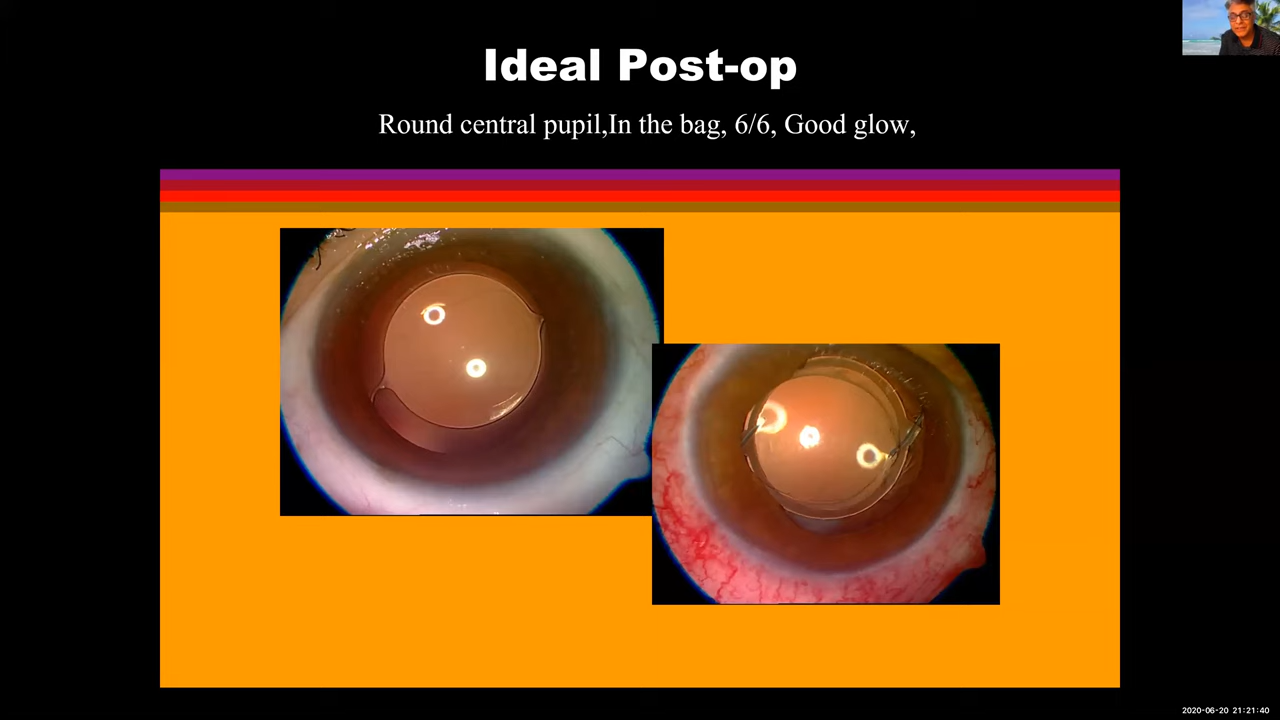 Ideal Post-op
Round central pupil,In the bag, 6/6, Good glow,
2020-06-20 21:21:40